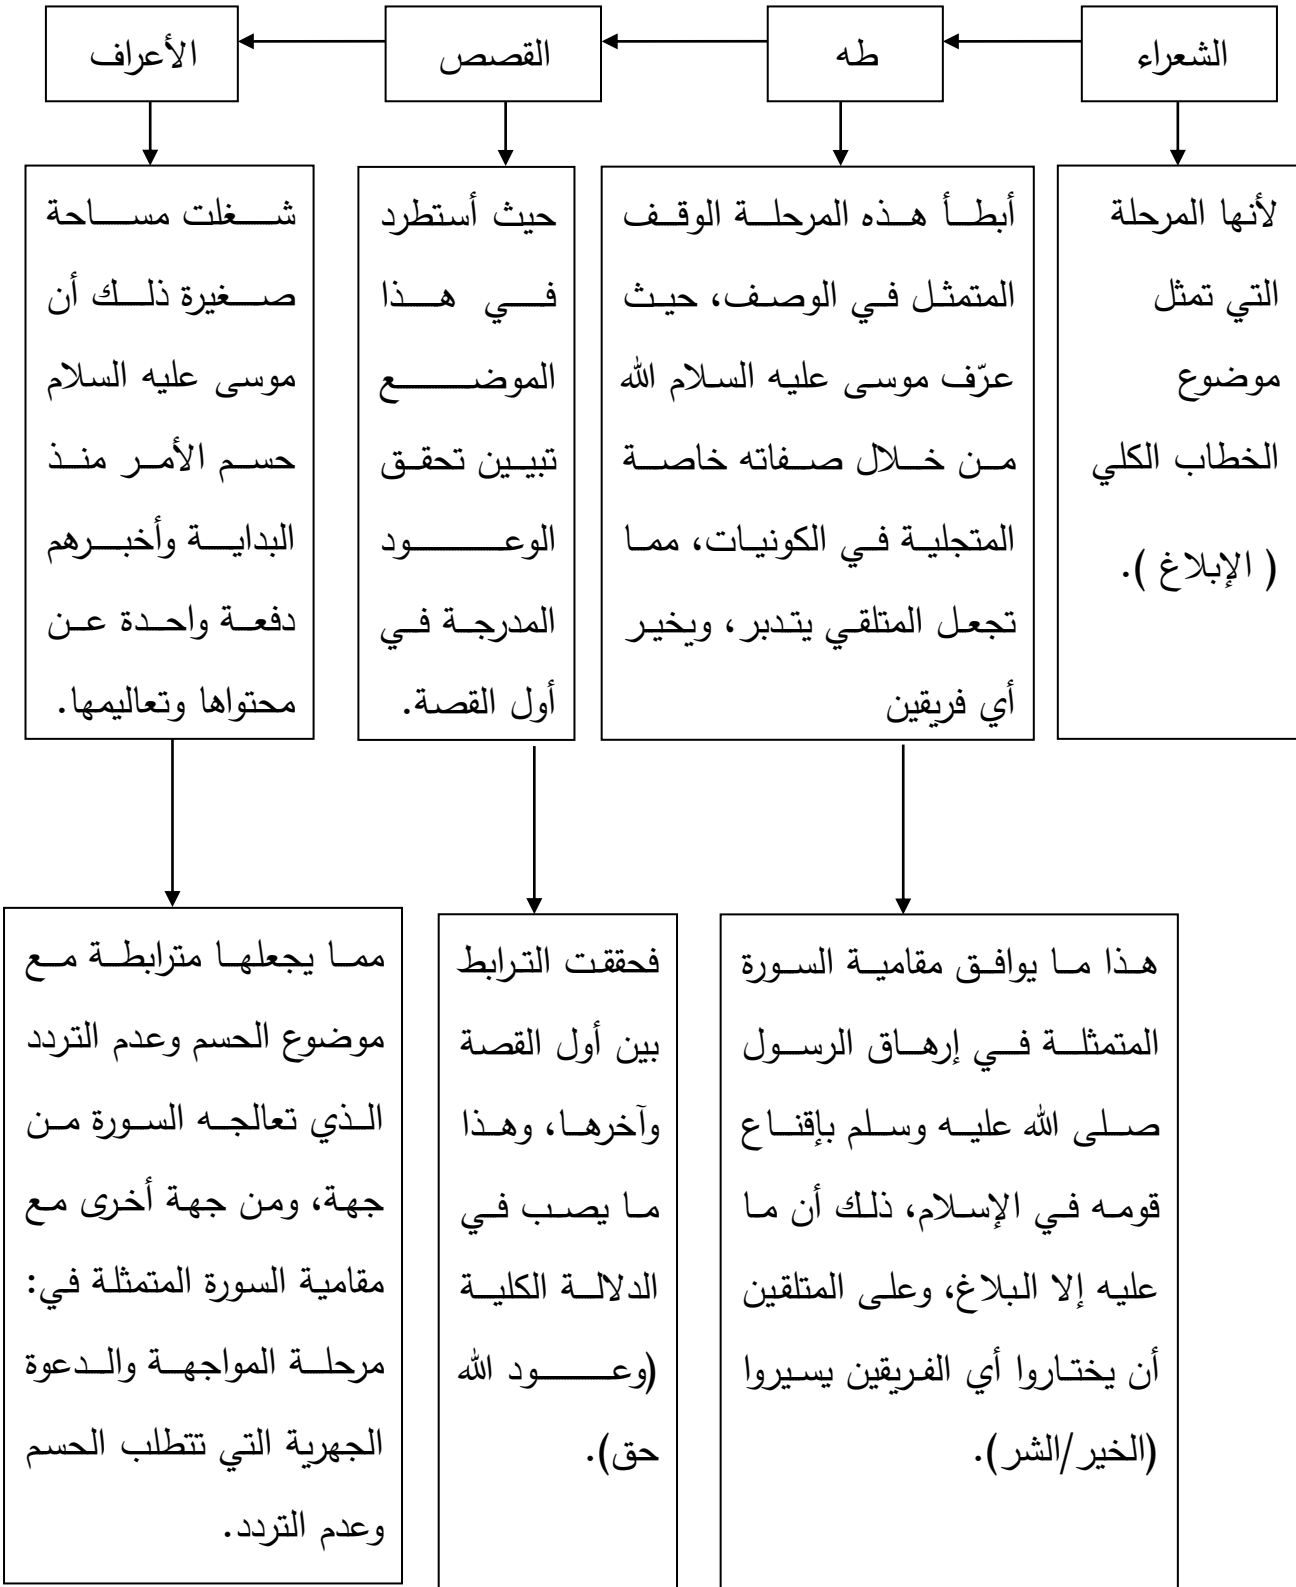 الشعراء
طه
القصص
الأعراف
لأنها المرحلة
التي تمثل
موضوع
الخطاب الكلي
( الإبلاغ ).
أبطأ هذه المرحلة الوقف
المتمثل في الوصف، حيث
عرّف موسى عليه السلام الله
من خلال صفاته خاصة
المتجلية في الكونيات، مما
تجعل المتلقي يتدبر، ويخير
أي فريقين
حيث أستطرد
في هذا
الموضع
تبيين تحقق
الوعود
المدرجة في
أول القصة.
شغلت مساحة
صغيرة ذلك أن
موسى عليه السلام
حسم الأمر منذ
البداية وأخبرهم
دفعة واحدة عن
محتواها وتعاليمها.
هذا ما يوافق مقامية السورة
المتمثلة في إرهاق الرسول
صلى الله عليه وسلم بإقناع
قومه في الإسلام، ذلك أن ما
عليه إلا البلاغ، وعلى المتلقين
أن يختاروا أي الفريقين يسيروا
(الخير/الشر).
فحققت الترابط
بين أول القصة
وآخرها، وهذا
ما يصب في
الدلالة الكلية
(وعود الله
حق).
مما يجعلها مترابطة مع
موضوع الحسم وعدم التردد
الذي تعالجه السورة من
جهة، ومن جهة أخرى مع
مقامية السورة المتمثلة في:
مرحلة المواجهة والدعوة
الجهرية التي تتطلب الحسم
وعدم التردد.